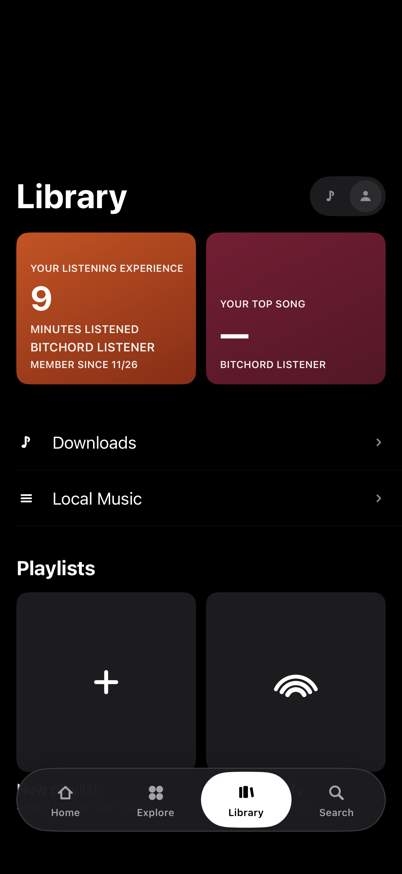 Library
YOUR LISTENING EXPERIENCE
9
MINUTES LISTENED
BITCHORD LISTENER
MEMBER SINCE 11/26
YOUR TOP SONG
—
BITCHORD LISTENER
Downloads
Local Music
Playlists
Home
Explore
Library
Search